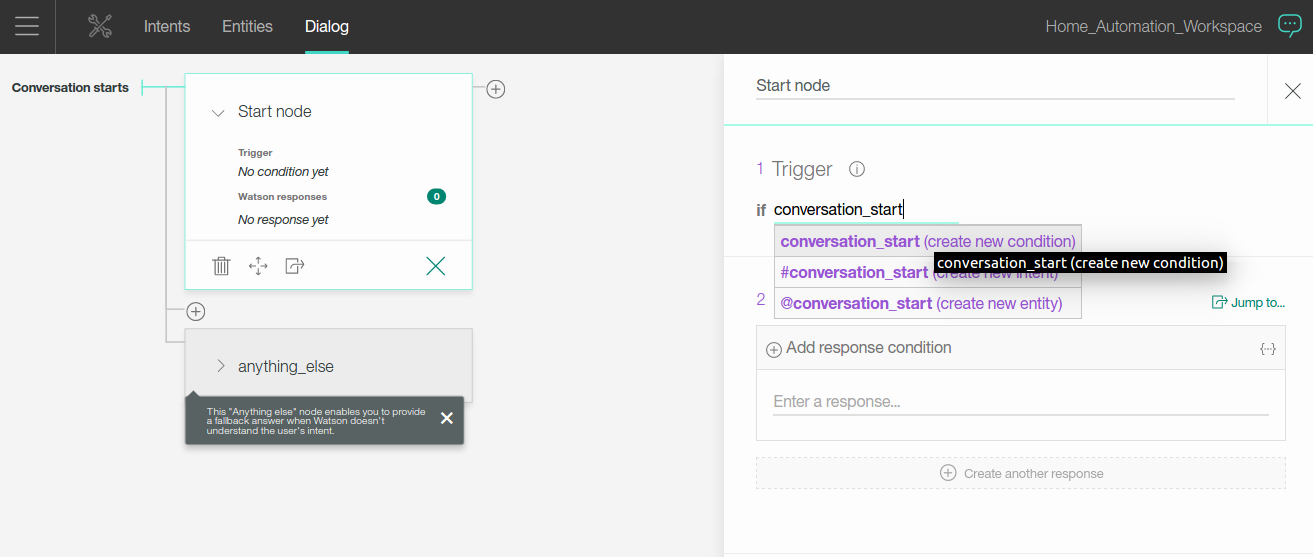 Intents Entities Dialog Home_Automation_Workspace
Conversation starts
Start node
Trigger
No condition yet
Watson responses 0
No response yet
anything_else
This "Anything else" node enables you to provide
a fallback answer when Watson doesn't
understand the user's intent.
Start node
1 Trigger
if conversation_start
conversation_start (create new condition)
conversation_start (create new condition)
#conversation_start (create new intent)
@conversation_start (create new entity)
2 Jump to...
Add response condition {...}
Enter a response...
Create another response